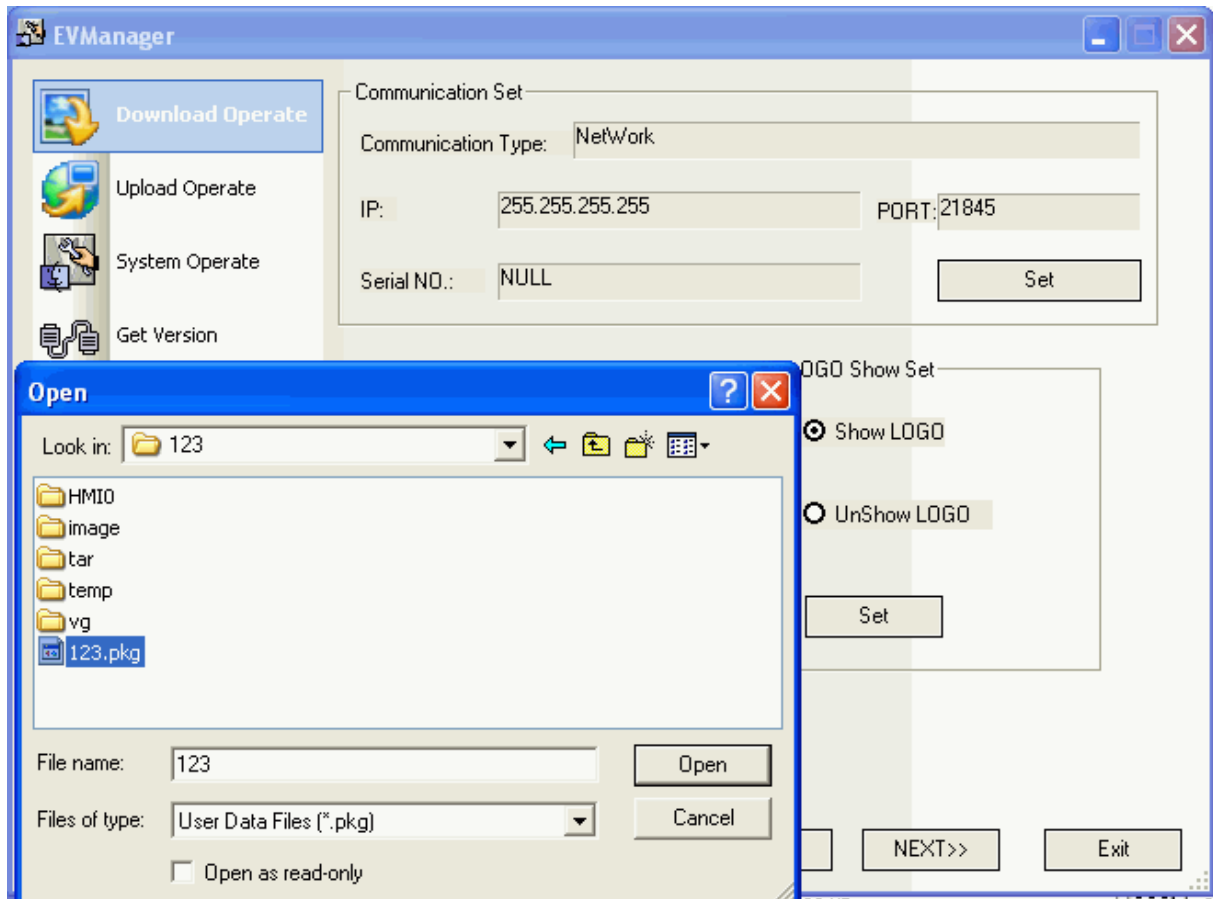 EVManager
Download Operate
Upload Operate
System Operate
Get Version
Communication Set
Communication Type: NetWork
IP: 255.255.255.255 PORT: 21845
Serial NO.: NULL
Set
OGO Show Set
Show LOGO
UnShow LOGO
Set
NEXT>> Exit
Open
Look in: 123
HMI0
image
tar
temp
vg
123.pkg
File name: 123 Open
Files of type: User Data Files (*.pkg) Cancel
Open as read-only